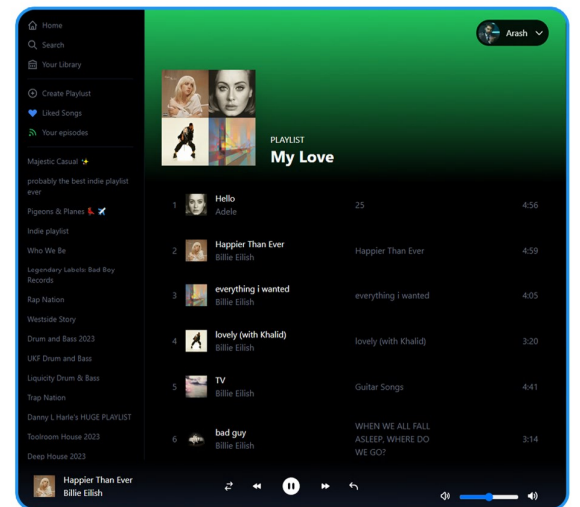 Home
Search
Your Library
Create Playlist
Liked Songs
Your episodes
Majestic Casual ✨
probably the best indie playlist
ever
Pigeons & Planes 💃 ✈️
Indie playlist
Who We Be
Legendary Labels: Bad Boy
Records
Rap Nation
Westside Story
Drum and Bass 2023
UKF Drum and Bass
Liquicity Drum & Bass
Trap Nation
Danny L Harle's HUGE PLAYLIST
Toolroom House 2023
Deep House 2023
Arash
PLAYLIST
My Love
1 Hello 25 4:56
Adele
2 Happier Than Ever Happier Than Ever 4:59
Billie Eilish
3 everything i wanted everything i wanted 4:05
Billie Eilish
4 lovely (with Khalid) lovely (with Khalid) 3:20
Billie Eilish
5 TV Guitar Songs 4:41
Billie Eilish
6 bad guy WHEN WE ALL FALL ASLEEP, WHERE DO WE GO? 3:14
Billie Eilish
Happier Than Ever
Billie Eilish